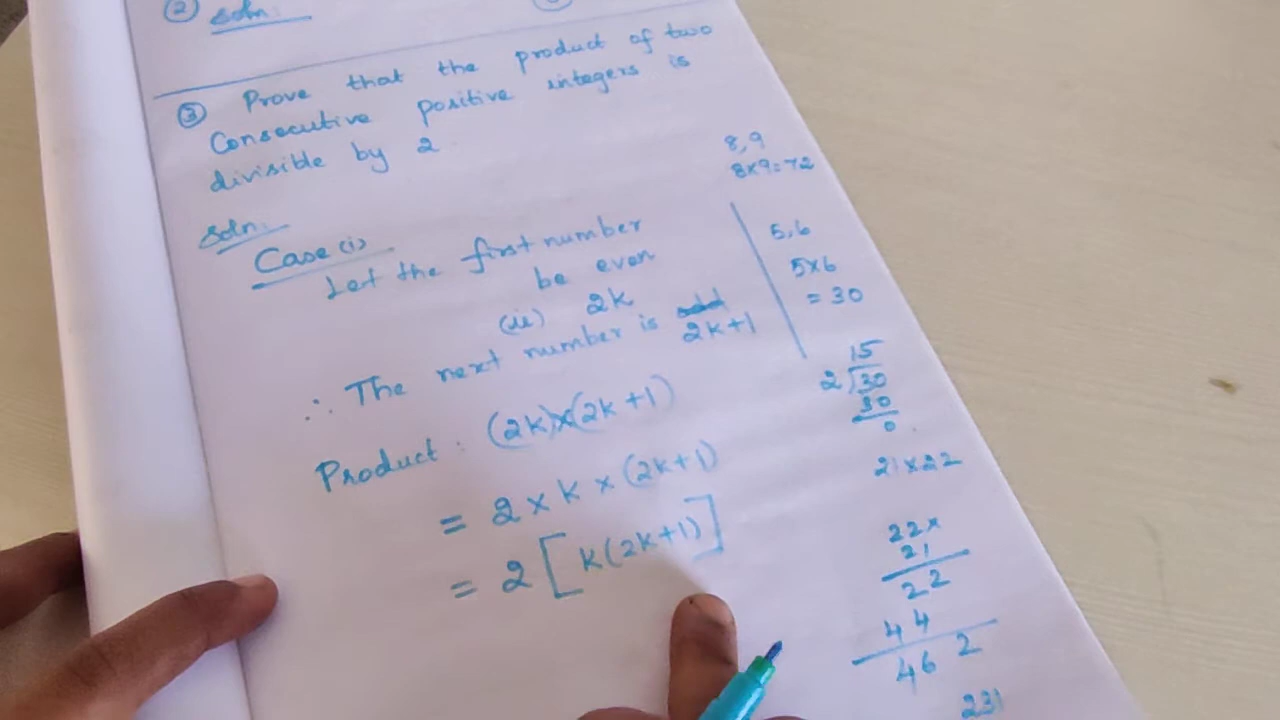 ② Soln.
③ Prove that the product of two
Consecutive positive integers is
divisible by 2
8,9
8×9=72
Soln.
Case (i)
Let the first number
be even
(ie) 2k
∴ The next number is
2k+1
5,6
5×6
= 30
15
2 30
30
0
Product : (2k)×(2k+1)
= 2×k×(2k+1)
= 2[k(2k+1)]
21×22
22×
21
22
44
462
231